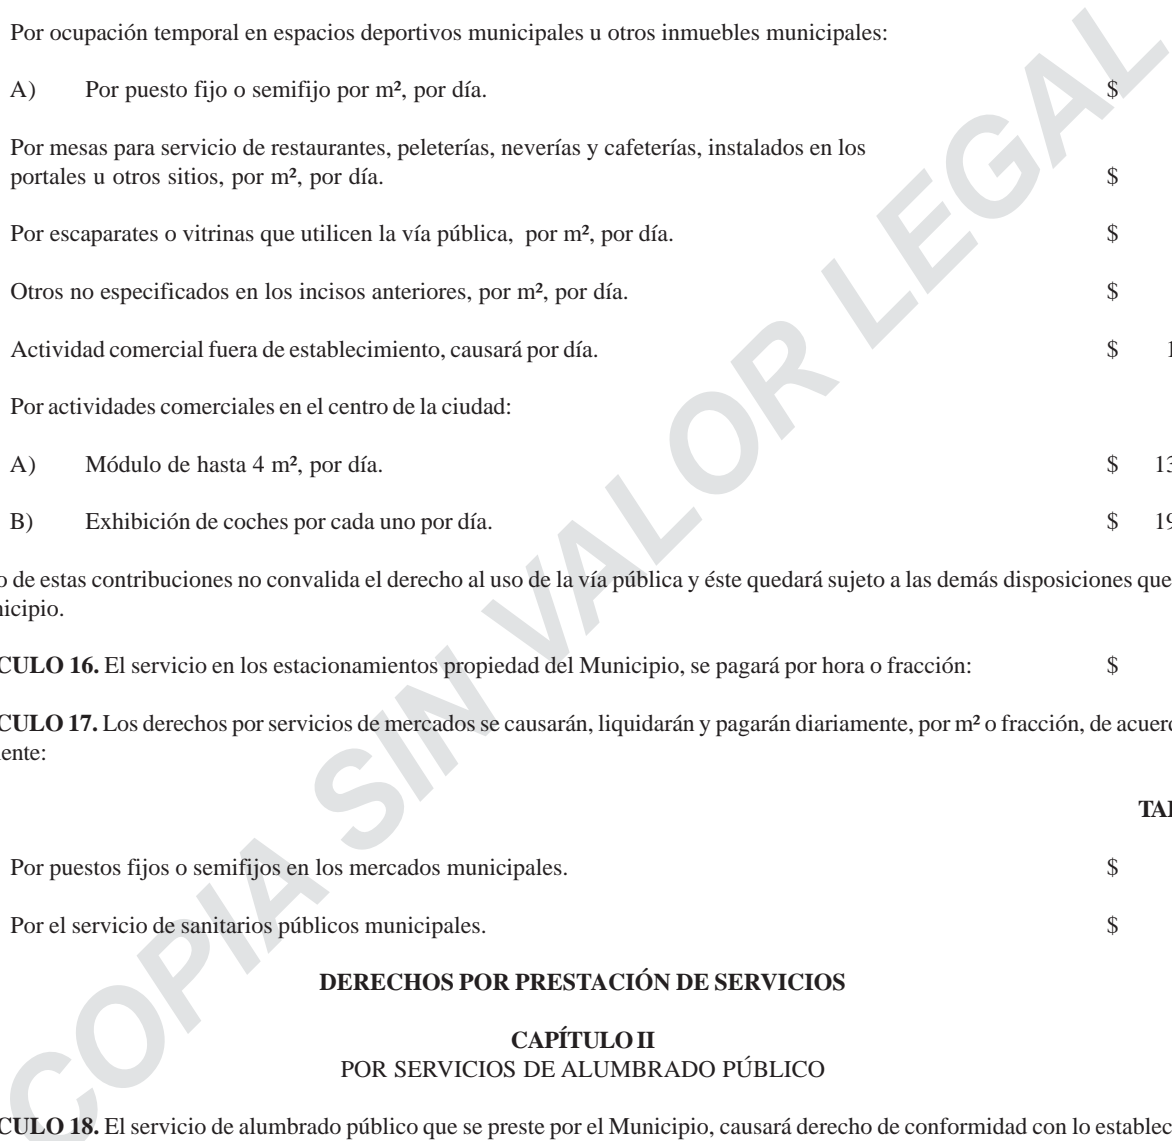 Por ocupación temporal en espacios deportivos municipales u otros inmuebles municipales:
A) Por puesto fijo o semifijo por m², por día. $
Por mesas para servicio de restaurantes, peleterías, neverías y cafeterías, instalados en los
portales u otros sitios, por m², por día. $
Por escaparates o vitrinas que utilicen la vía pública, por m², por día. $
Otros no especificados en los incisos anteriores, por m², por día. $
Actividad comercial fuera de establecimiento, causará por día. $ 1
Por actividades comerciales en el centro de la ciudad:
A) Módulo de hasta 4 m², por día. $ 13
B) Exhibición de coches por cada uno por día. $ 19
o de estas contribuciones no convalida el derecho al uso de la vía pública y éste quedará sujeto a las demás disposiciones que
nicipio.
CULO 16. El servicio en los estacionamientos propiedad del Municipio, se pagará por hora o fracción: $
CULO 17. Los derechos por servicios de mercados se causarán, liquidarán y pagarán diariamente, por m² o fracción, de acuer
iente:
TA
Por puestos fijos o semifijos en los mercados municipales. $
Por el servicio de sanitarios públicos municipales. $
DERECHOS POR PRESTACIÓN DE SERVICIOS
CAPÍTULO II
POR SERVICIOS DE ALUMBRADO PÚBLICO
CULO 18. El servicio de alumbrado público que se preste por el Municipio, causará derecho de conformidad con lo establec
COPIA SIN VALOR LEGAL